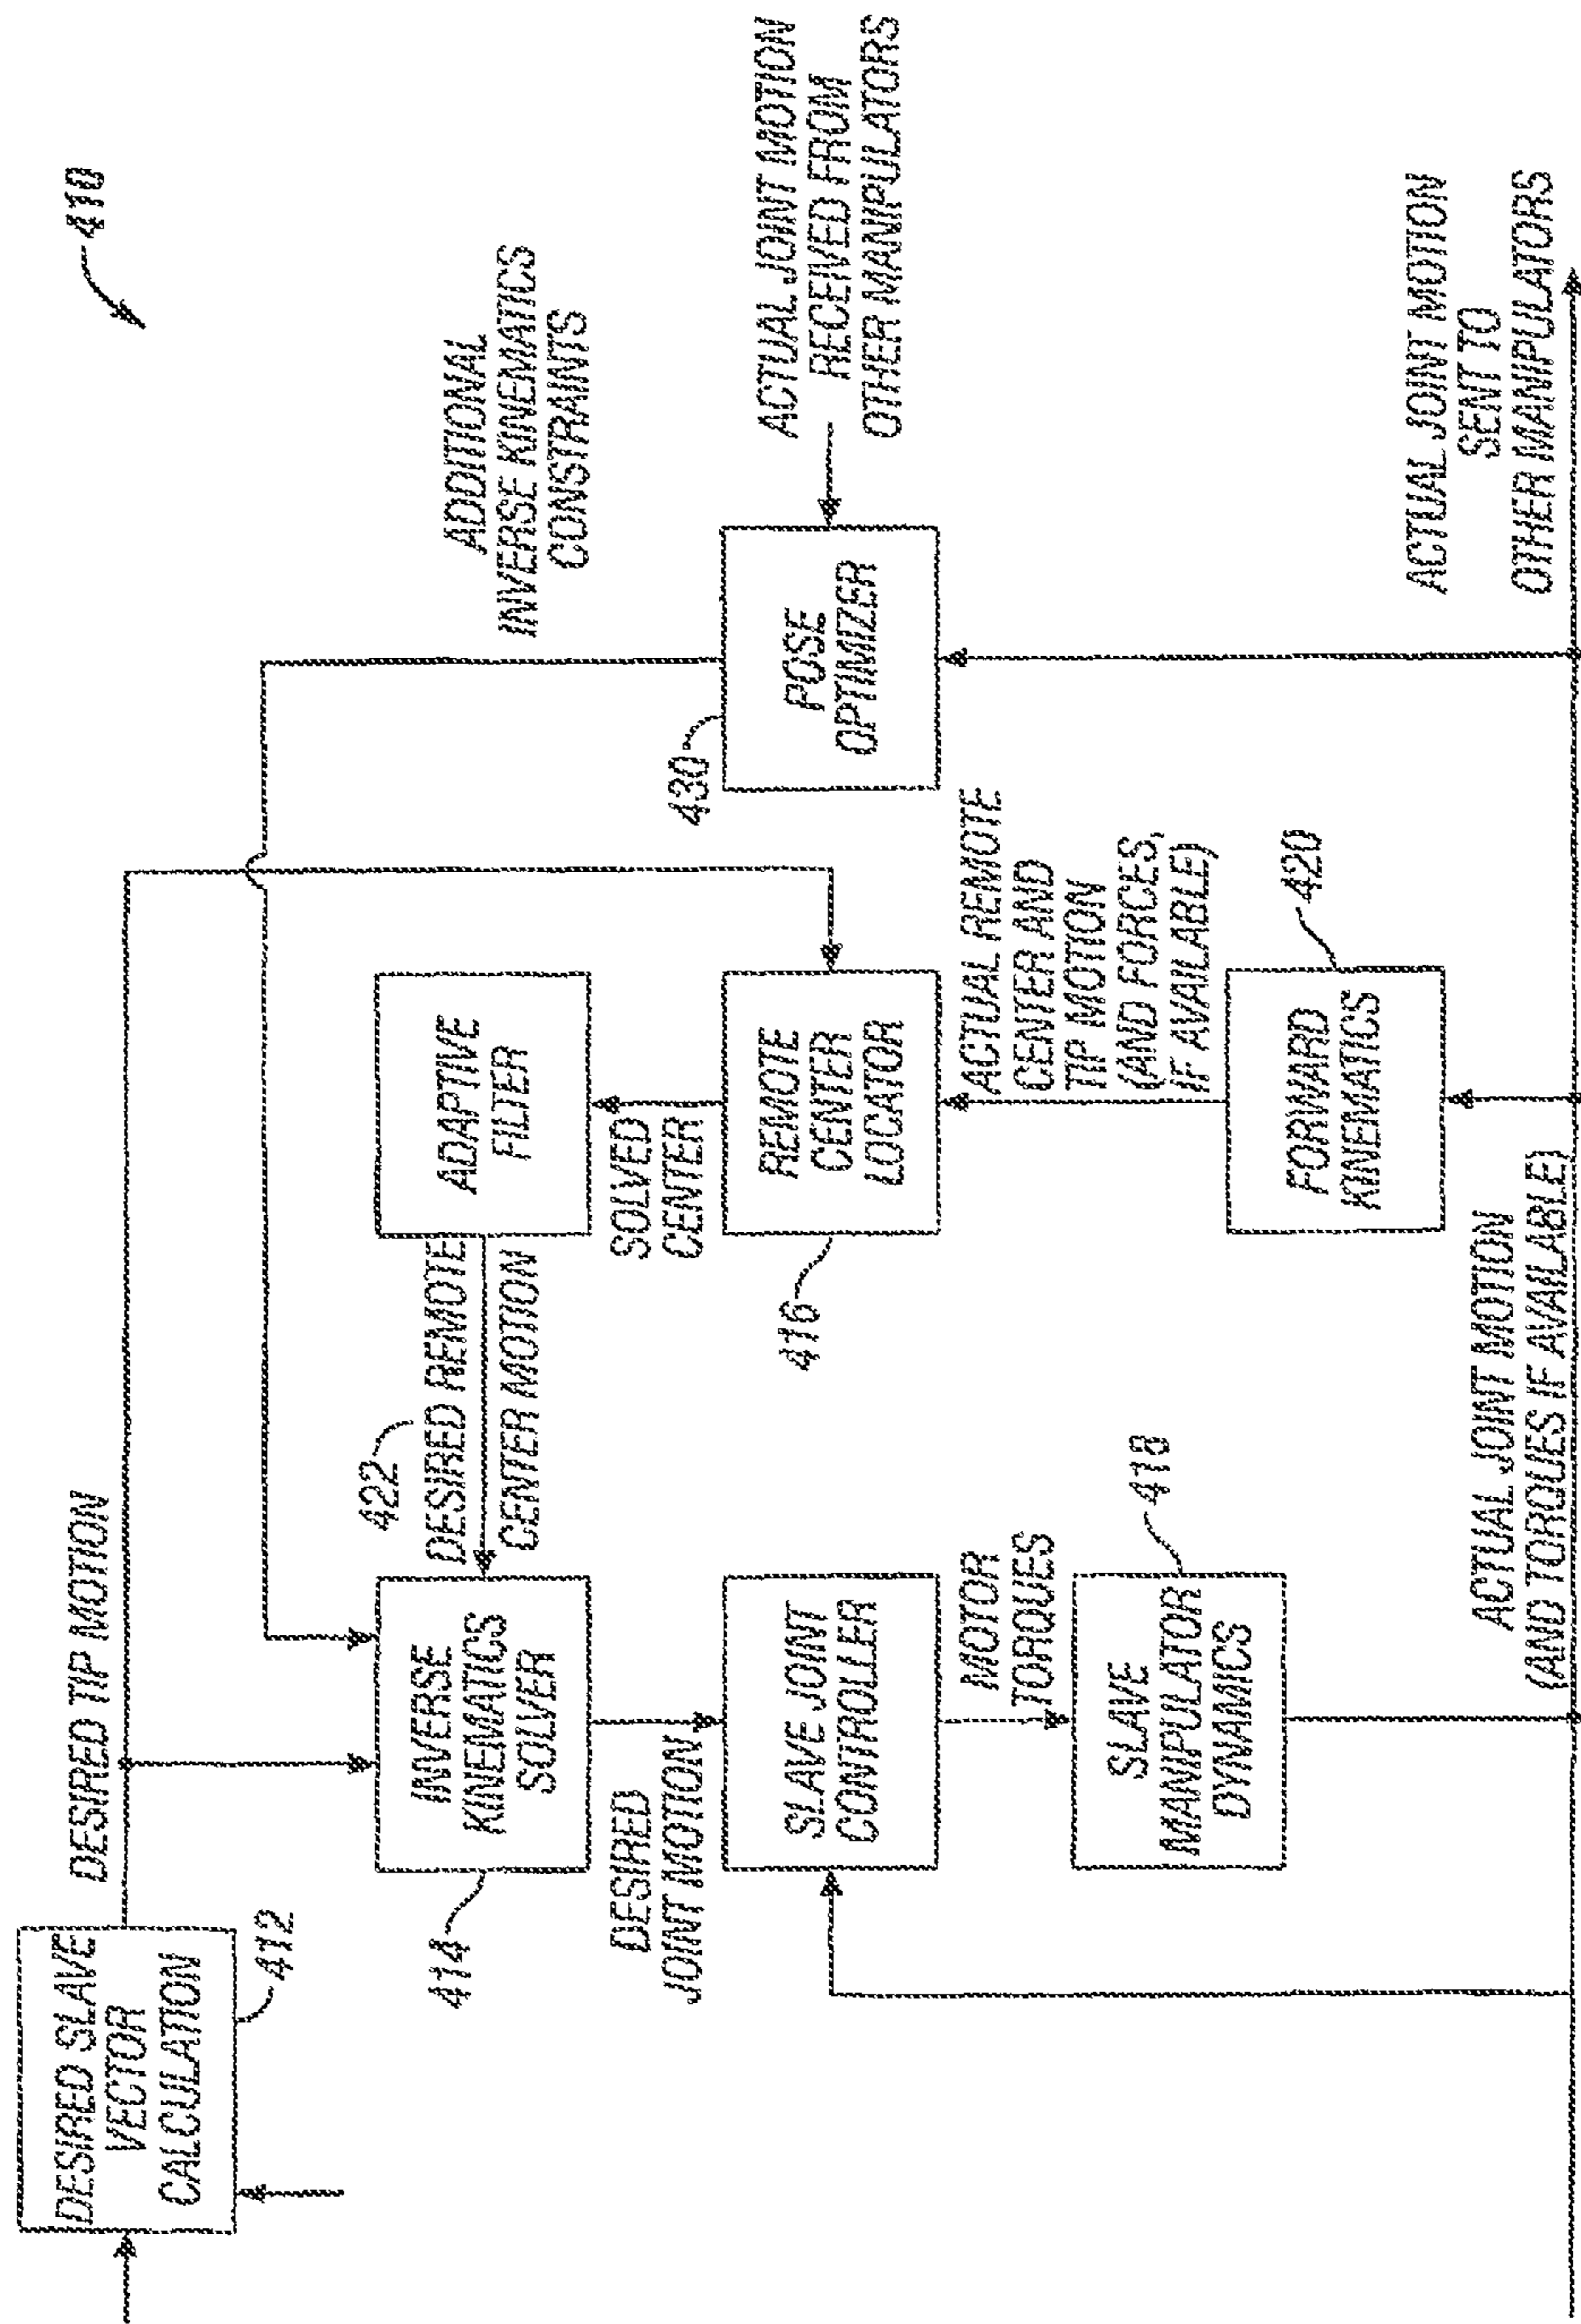 410
DESIRED SLAVE
VECTOR
CALCULATION
412
DESIRED TIP MOTION
ADDITIONAL
INVERSE KINEMATICS
CONSTRAINTS
422
DESIRED REMOTE
CENTER MOTION
INVERSE
KINEMATICS
SOLVER
414
ADAPTIVE
FILTER
DESIRED
JOINT MOTION
SOLVED
CENTER
430
SLAVE JOINT
CONTROLLER
REMOTE
CENTER
LOCATOR
416
POSE
OPTIMIZER
ACTUAL JOINT MOTION
RECEIVED FROM
OTHER MANIPULATORS
MOTOR
TORQUES
ACTUAL REMOTE
CENTER AND
TIP MOTION
(AND FORCES,
IF AVAILABLE)
SLAVE
MANIPULATOR
DYNAMICS
418
FORWARD
KINEMATICS
420
ACTUAL JOINT MOTION
(AND TORQUES IF AVAILABLE)
ACTUAL JOINT MOTION
SENT TO
OTHER MANIPULATORS